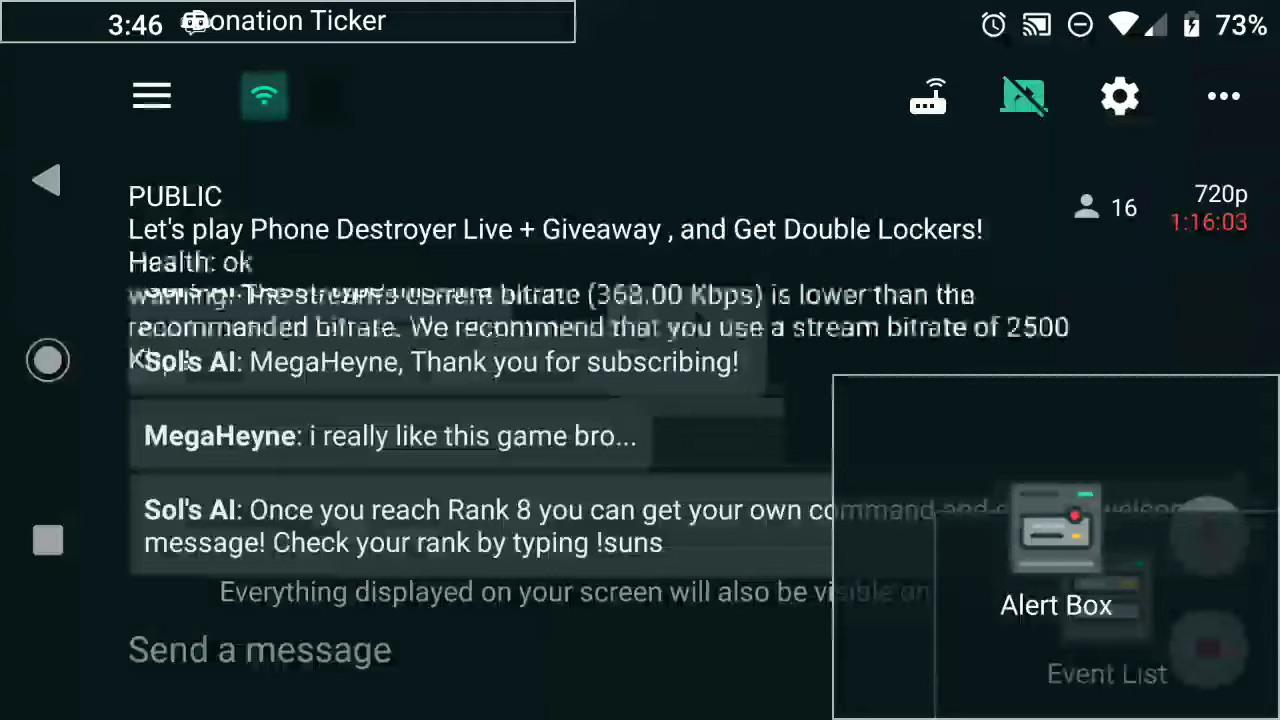 3:46 Donation Ticker 73%
PUBLIC
720p
16
1:16:03
Let's play Phone Destroyer Live + Giveaway , and Get Double Lockers!
Health: ok
warning: The stream's current bitrate (368.00 Kbps) is lower than the
recommended bitrate. We recommend that you use a stream bitrate of 2500
Sol's AI: MegaHeyne, Thank you for subscribing!
MegaHeyne: i really like this game bro...
Sol's AI: Once you reach Rank 8 you can get your own command and
message! Check your rank by typing !suns
Everything displayed on your screen will also be visible on
Alert Box
Send a message
Event List